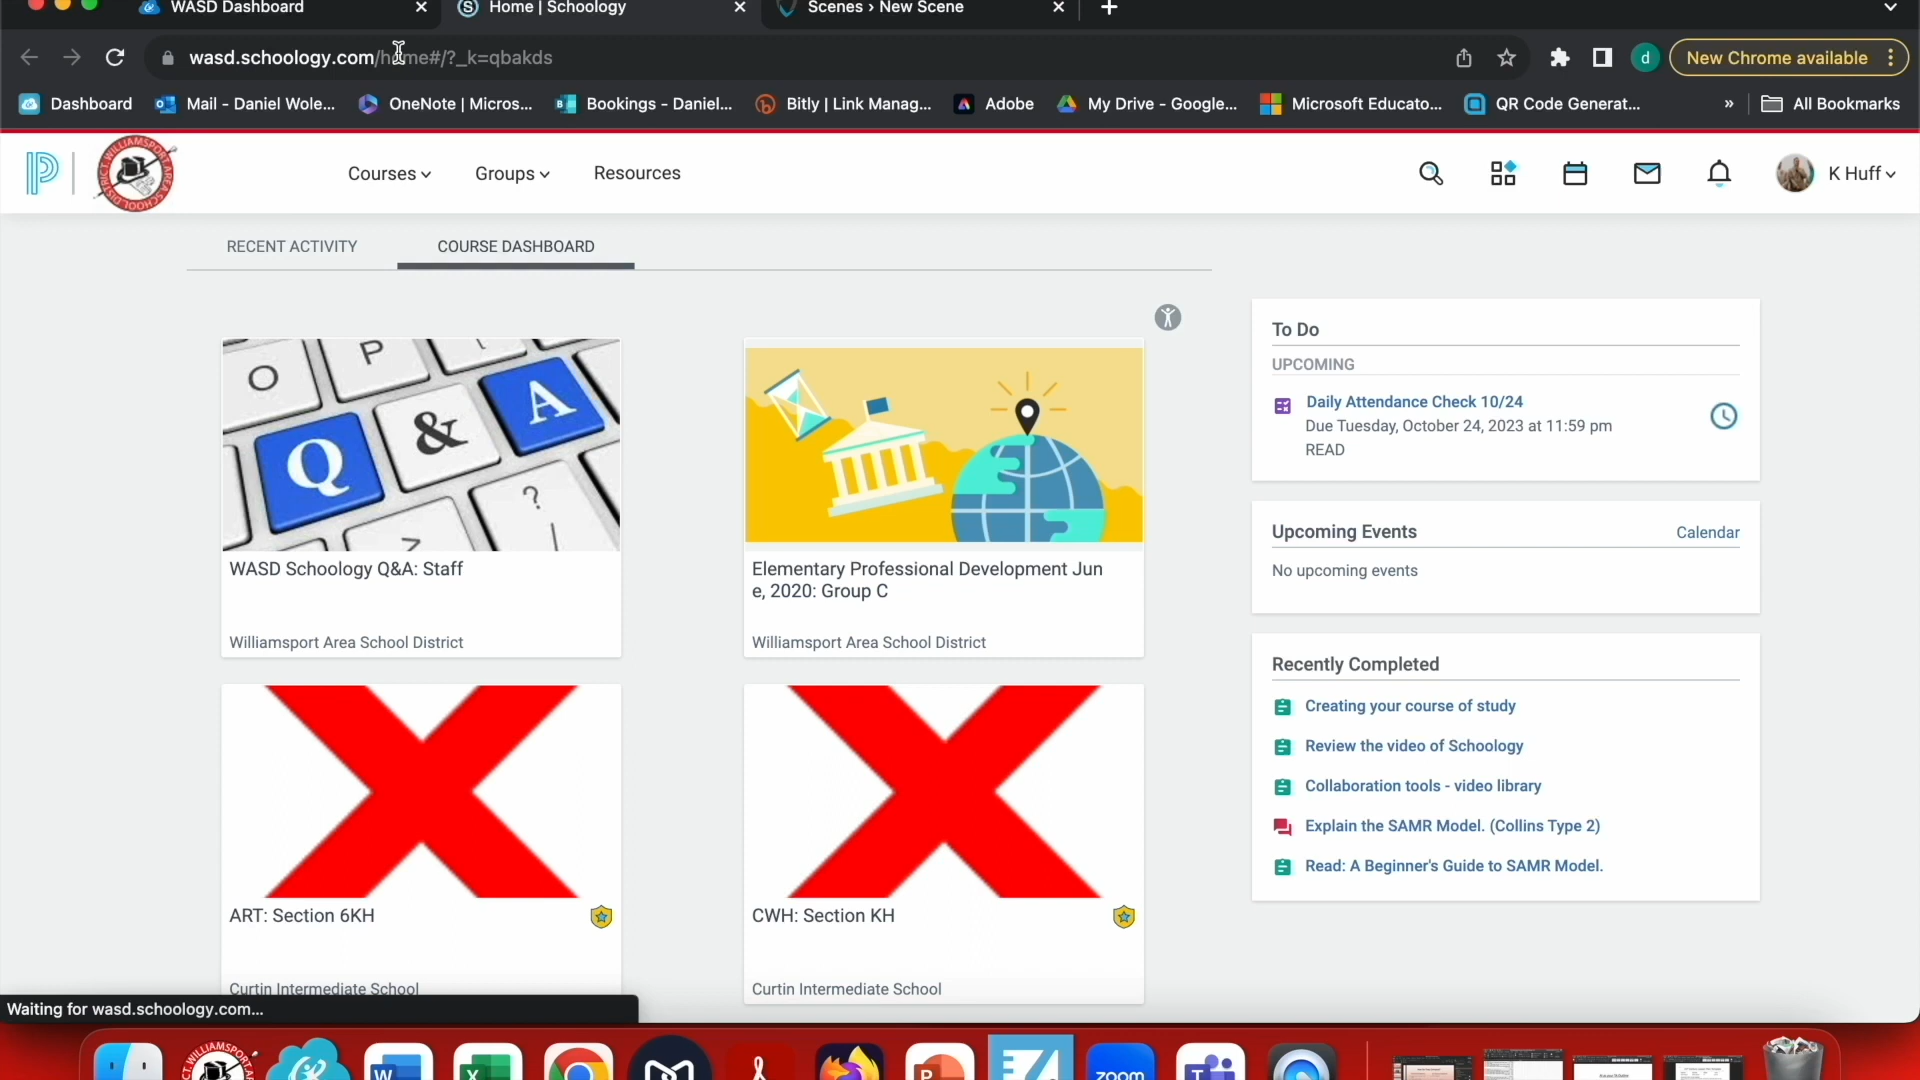 WASD Dashboard
Home | Schoology
Scenes › New Scene
wasd.schoology.com/home#/?_k=qbakds
d
New Chrome available
Dashboard
Mail - Daniel Wole...
OneNote | Micros...
Bookings - Daniel...
Bitly | Link Manag...
Adobe
My Drive - Google...
Microsoft Educato...
QR Code Generat...
»
All Bookmarks
Courses
Groups
Resources
K Huff
RECENT ACTIVITY
COURSE DASHBOARD
O P
Q & A
?
WASD Schoology Q&A: Staff
Williamsport Area School District
Elementary Professional Development Jun
e, 2020: Group C
Williamsport Area School District
ART: Section 6KH
Curtin Intermediate School
CWH: Section KH
Curtin Intermediate School
To Do
UPCOMING
Daily Attendance Check 10/24
Due Tuesday, October 24, 2023 at 11:59 pm
READ
Upcoming Events
Calendar
No upcoming events
Recently Completed
Creating your course of study
Review the video of Schoology
Collaboration tools - video library
Explain the SAMR Model. (Collins Type 2)
Read: A Beginner's Guide to SAMR Model.
Waiting for wasd.schoology.com...
WILLIAMSPORT
W
X
P
zoom
T